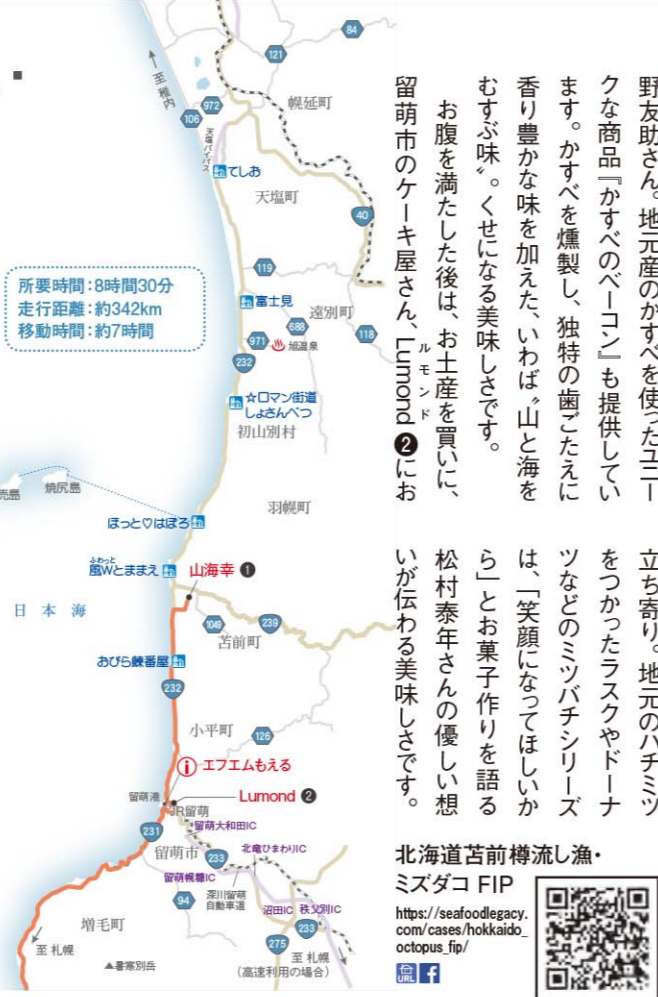 野友助さん。地元産のかすべを使ったユニー
クな商品『かすべのベーコン』も提供してい
ます。かすべを燻製し、独特の歯ごたえに
香り豊かな味を加えた、いわば〝山と海を
むすぶ味〟。くせになる美味しさです。
お腹を満たした後は、お土産を買いに、
留萌市のケーキ屋さん、Lumond❷にお
ルモンド
立ち寄り。地元のハチミツ
をつかったラスクやドーナ
ツなどのミツバチシリーズ
は、「笑顔になってほしいか
ら」とお菓子作りを語る
松村泰年さんの優しい想
いが伝わる美味しさです。
北海道苫前樽流し漁・
ミズダコ FIP
https://seafoodlegacy.
com/cases/hokkaido_
octopus_fip/
URL
所要時間:8時間30分
走行距離:約342km
移動時間:約7時間
84
121
至 稚内
幌延町
972
106
天塩バイパス
てしお
天塩町
40
119
富士見
遠別町
688
971
旭温泉
118
232
☆ロマン街道
しょさんべつ
初山別村
焼尻島
羽幌町
ほっと♡はぼろ
ふわっと
風Wとままえ
山海幸 ❶
日本海
1049
239
苫前町
おびら鰊番屋
232
小平町
126
エフエムもえる
留萌港
Lumond ❷
JR留萌
留萌大和田IC
231
留萌市
233
北竜ひまわりIC
留萌幌糠IC
94
深川留萌
自動車道
沼田IC
秩父別IC
233
増毛町
275
至 札幌
至 札幌
(高速利用の場合)
▲暑寒別岳